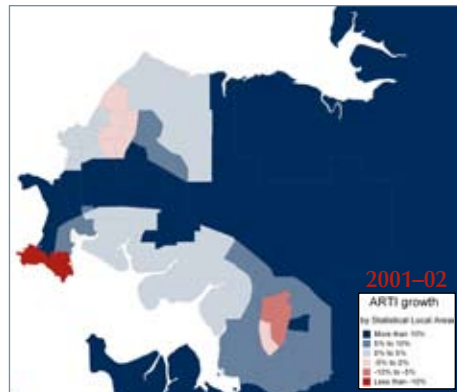 2001–02
ARTI growth
by Statistical Local Areas
More than 10%
5% to 10%
0% to 5%
-5% to 0%
-10% to -5%
Less than -10%